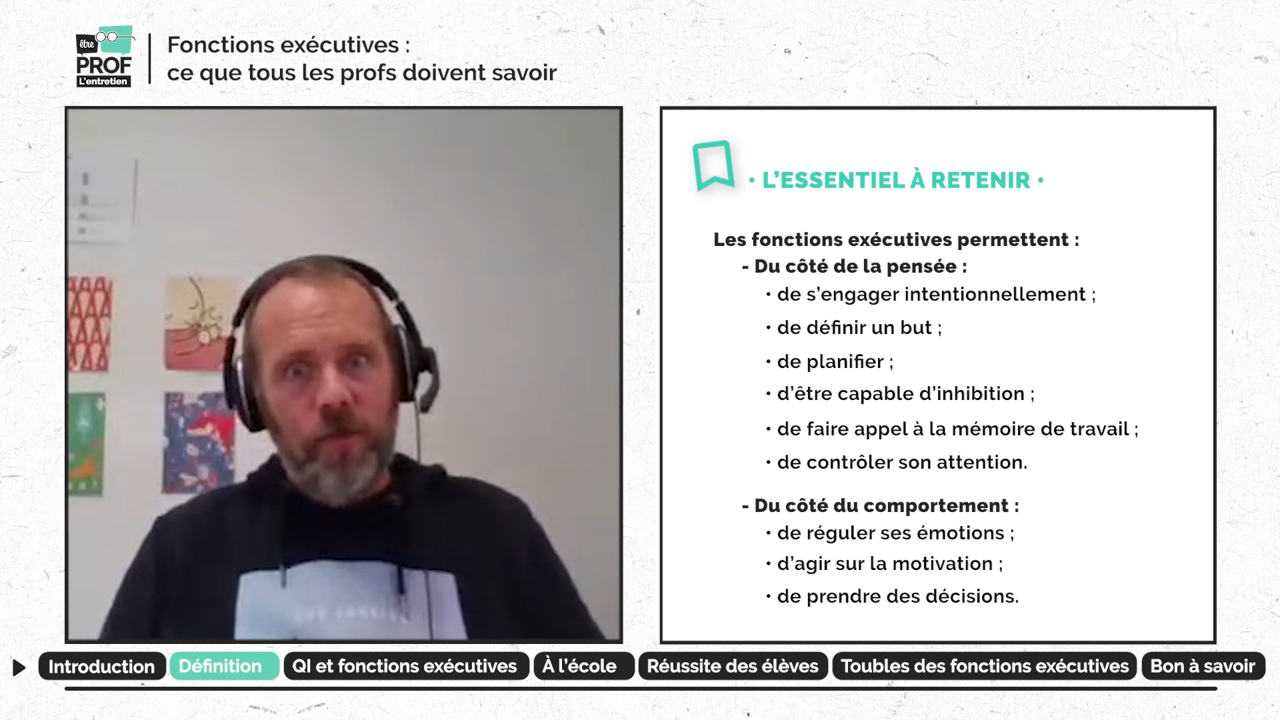 être
PROF
L'entretien
Fonctions exécutives :
ce que tous les profs doivent savoir
• L'ESSENTIEL À RETENIR •
Les fonctions exécutives permettent :
- Du côté de la pensée :
• de s'engager intentionnellement ;
• de définir un but ;
• de planifier ;
• d'être capable d'inhibition ;
• de faire appel à la mémoire de travail ;
• de contrôler son attention.
- Du côté du comportement :
• de réguler ses émotions ;
• d'agir sur la motivation ;
• de prendre des décisions.
Introduction
Définition
QI et fonctions exécutives
À l'école
Réussite des élèves
Toubles des fonctions exécutives
Bon à savoir